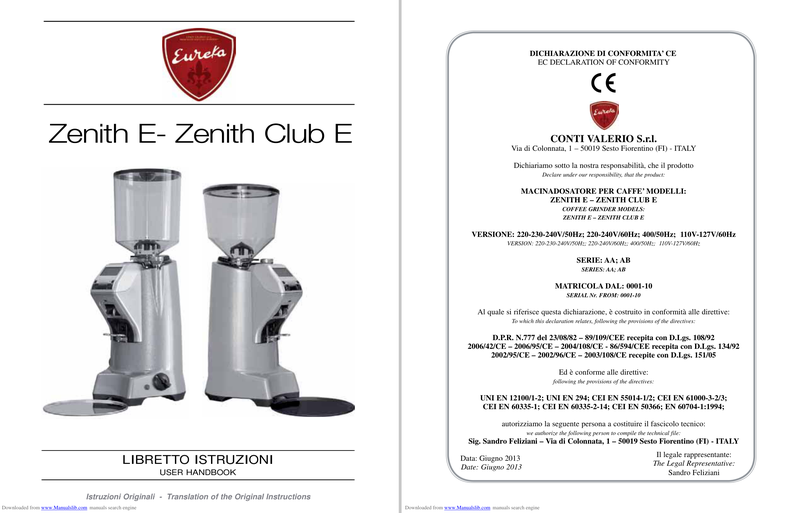 Eureka
Zenith E- Zenith Club E
LIBRETTO ISTRUZIONI
USER HANDBOOK
Istruzioni Originali - Translation of the Original Instructions
Downloaded from www.Manualslib.com manuals search engine
DICHIARAZIONE DI CONFORMITA' CE
EC DECLARATION OF CONFORMITY
CE
Eureka
CONTI VALERIO S.r.l.
Via di Colonnata, 1 – 50019 Sesto Fiorentino (FI) - ITALY
Dichiariamo sotto la nostra responsabilità, che il prodotto
Declare under our responsibility, that the product:
MACINADOSATORE PER CAFFE' MODELLI:
ZENITH E – ZENITH CLUB E
COFFEE GRINDER MODELS:
ZENITH E – ZENITH CLUB E
VERSIONE: 220-230-240V/50Hz; 220-240V/60Hz; 400/50Hz; 110V-127V/60Hz
VERSION: 220-230-240V/50Hz; 220-240V/60Hz; 400/50Hz; 110V-127V/60Hz
SERIE: AA; AB
SERIES: AA; AB
MATRICOLA DAL: 0001-10
SERIAL Nr. FROM: 0001-10
Al quale si riferisce questa dichiarazione, è costruito in conformità alle direttive:
To which this declaration relates, following the provisions of the directives:
D.P.R. N.777 del 23/08/82 – 89/109/CEE recepita con D.Lgs. 108/92
2006/42/CE – 2006/95/CE – 2004/108/CE - 86/594/CEE recepita con D.Lgs. 134/92
2002/95/CE – 2002/96/CE – 2003/108/CE recepite con D.Lgs. 151/05
Ed è conforme alle direttive:
following the provisions of the directives:
UNI EN 12100/1-2; UNI EN 294; CEI EN 55014-1/2; CEI EN 61000-3-2/3;
CEI EN 60335-1; CEI EN 60335-2-14; CEI EN 50366; EN 60704-1:1994;
autorizziamo la seguente persona a costituire il fascicolo tecnico:
we authorize the following person to compile the technical file:
Sig. Sandro Feliziani – Via di Colonnata, 1 – 50019 Sesto Fiorentino (FI) - ITALY
Data: Giugno 2013
Date: Giugno 2013
Il legale rappresentante:
The Legal Representative:
Sandro Feliziani
Downloaded from www.Manualslib.com manuals search engine